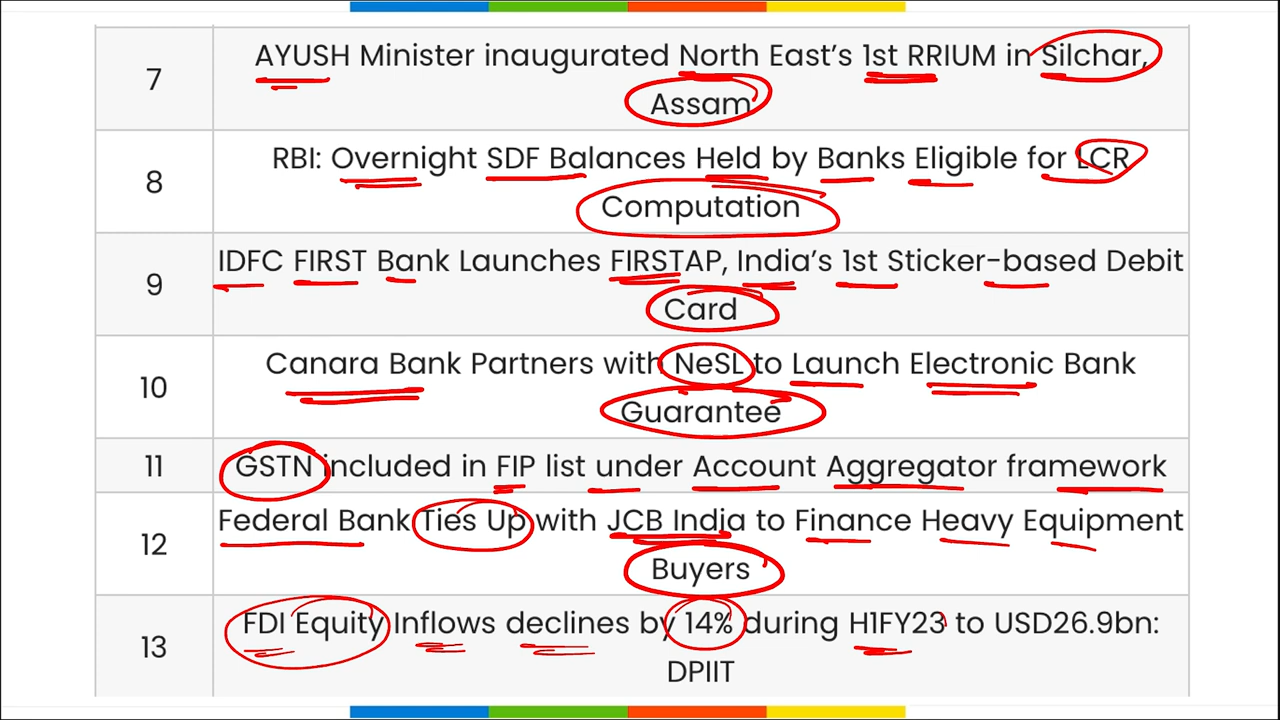 7
AYUSH Minister inaugurated North East’s 1st RRIUM in Silchar,
Assam
8
RBI: Overnight SDF Balances Held by Banks Eligible for LCR
Computation
9
IDFC FIRST Bank Launches FIRSTAP, India’s 1st Sticker-based Debit
Card
10
Canara Bank Partners with NeSL to Launch Electronic Bank
Guarantee
11
GSTN included in FIP list under Account Aggregator framework
12
Federal Bank Ties Up with JCB India to Finance Heavy Equipment
Buyers
13
FDI Equity Inflows declines by 14% during H1FY23 to USD26.9bn:
DPIIT